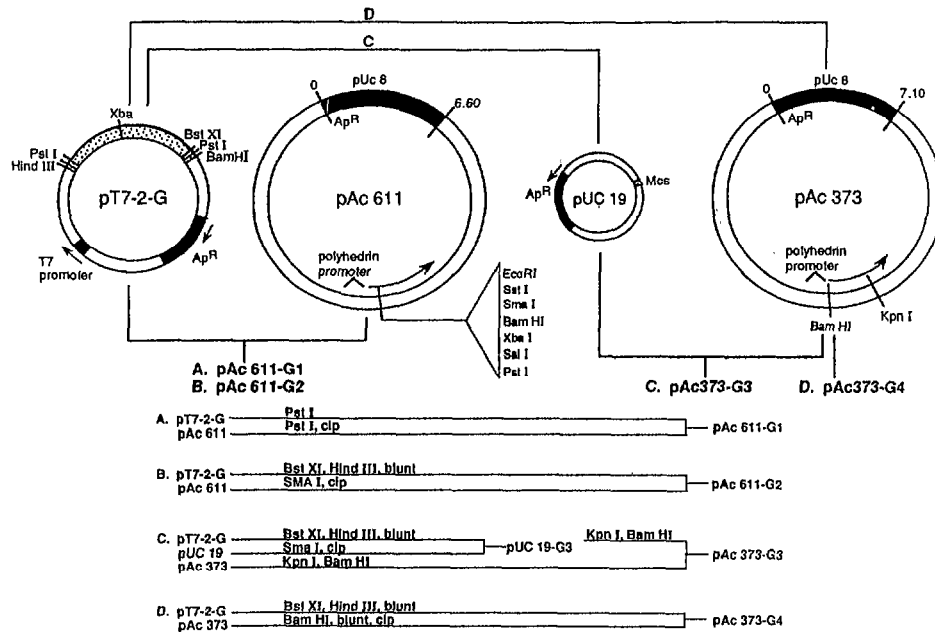 D
C
pUc 8
0
6.60
ApR
pUc 8
0
7.10
ApR
Xba
Bst XI
Pst I
BamHI
Pst I
Hind III
pT7-2-G
pAc 611
ApR
pUC 19
Mcs
pAc 373
T7
promoter
ApR
polyhedrin
promoter
EcoRI
Sst I
Sma I
Bam HI
Xba I
Sal I
Pst I
polyhedrin
promoter
Kpn I
Bam HI
A. pAc 611-G1
B. pAc 611-G2
C. pAc373-G3
D. pAc373-G4
A. pT7-2-G Pst I
pAc 611 Pst I, cip
pAc 611-G1
B. pT7-2-G Bst XI, Hind III, blunt
pAc 611 SMA I, cip
pAc 611-G2
C. pT7-2-G Bst XI, Hind III, blunt
pUC 19 Sma I, cip
pUC 19-G3
Kpn I, Bam HI
pAc 373 Kpn I, Bam HI
pAc 373-G3
D. pT7-2-G Bst XI, Hind III, blunt
pAc 373 Bam HI, blunt, cip
pAc 373-G4